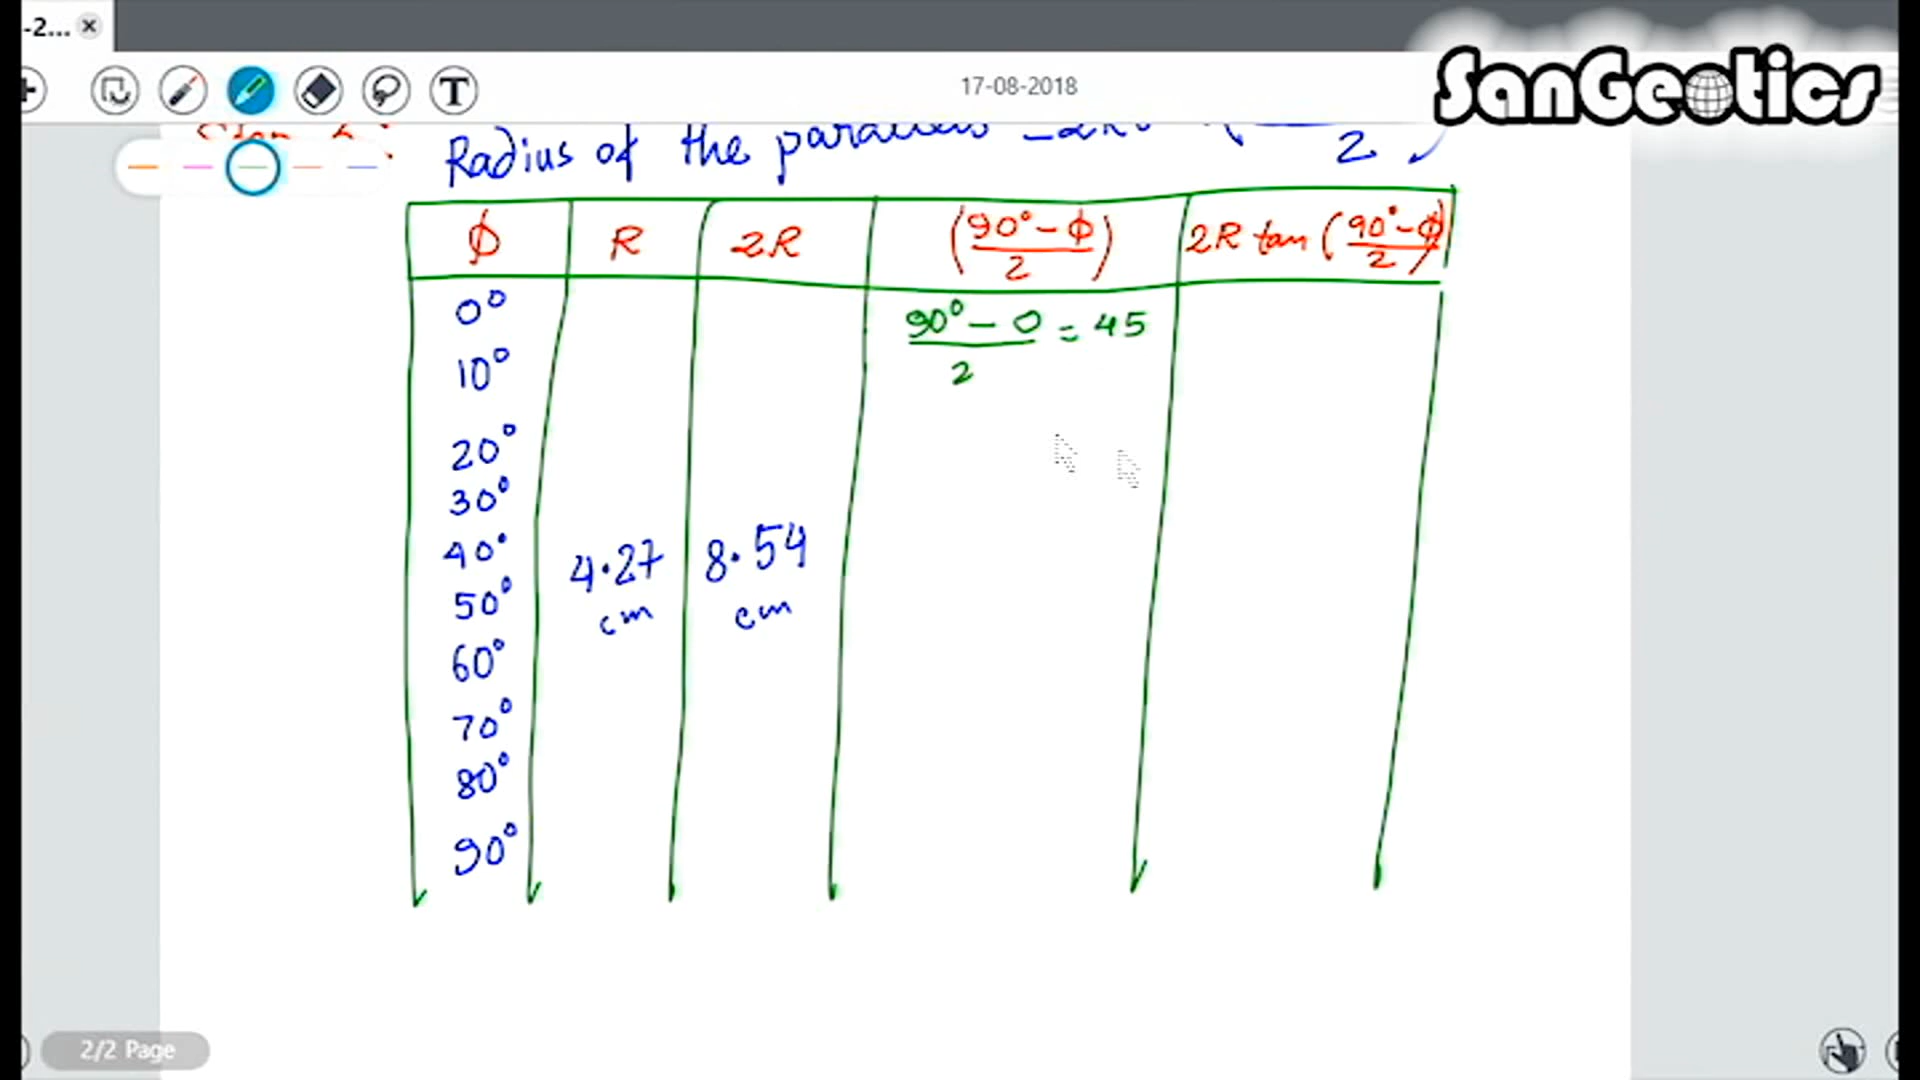 -2...
17-08-2018
SanGeotics
T
Radius of the
2
ϕ R 2R (90°-ϕ/2) 2R tan (90°-ϕ/2)
0° 90°-0/2 = 45
10°
20°
30°
40° 4.27 8.54
50° cm cm
60°
70°
80°
90°
2/2 Page